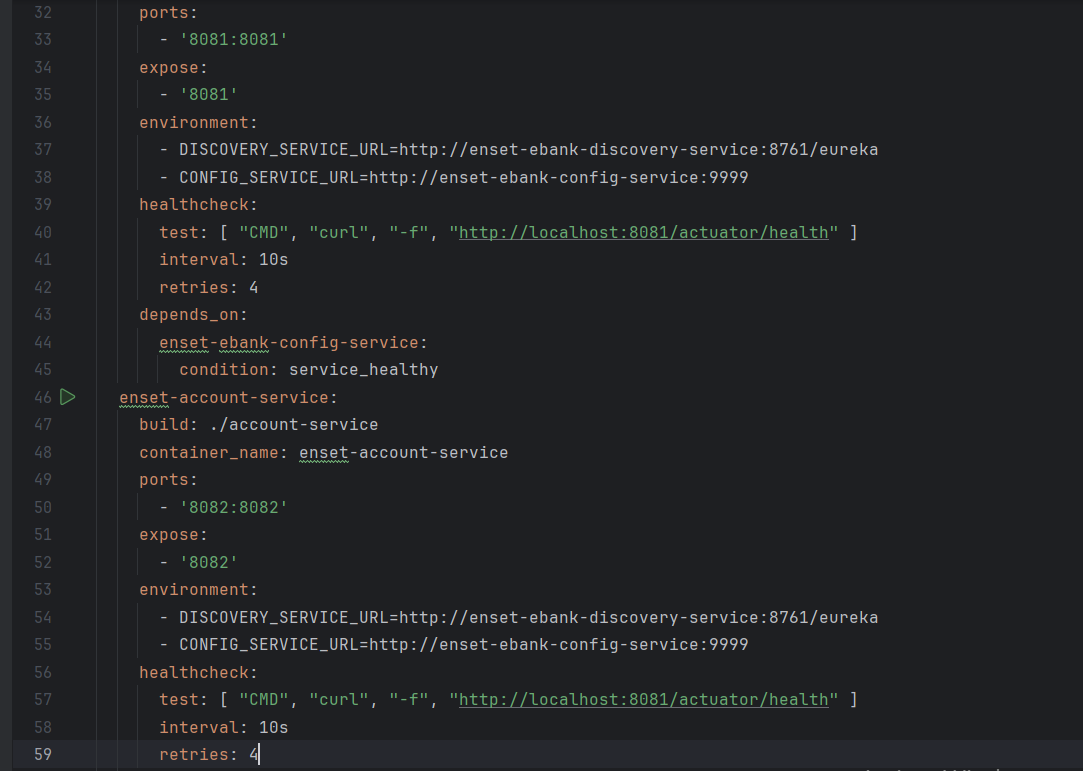 32 ports:
33 - '8081:8081'
34 expose:
35 - '8081'
36 environment:
37 - DISCOVERY_SERVICE_URL=http://enset-ebank-discovery-service:8761/eureka
38 - CONFIG_SERVICE_URL=http://enset-ebank-config-service:9999
39 healthcheck:
40 test: [ "CMD", "curl", "-f", "http://localhost:8081/actuator/health" ]
41 interval: 10s
42 retries: 4
43 depends_on:
44 enset-ebank-config-service:
45 condition: service_healthy
46 enset-account-service:
47 build: ./account-service
48 container_name: enset-account-service
49 ports:
50 - '8082:8082'
51 expose:
52 - '8082'
53 environment:
54 - DISCOVERY_SERVICE_URL=http://enset-ebank-discovery-service:8761/eureka
55 - CONFIG_SERVICE_URL=http://enset-ebank-config-service:9999
56 healthcheck:
57 test: [ "CMD", "curl", "-f", "http://localhost:8081/actuator/health" ]
58 interval: 10s
59 retries: 4